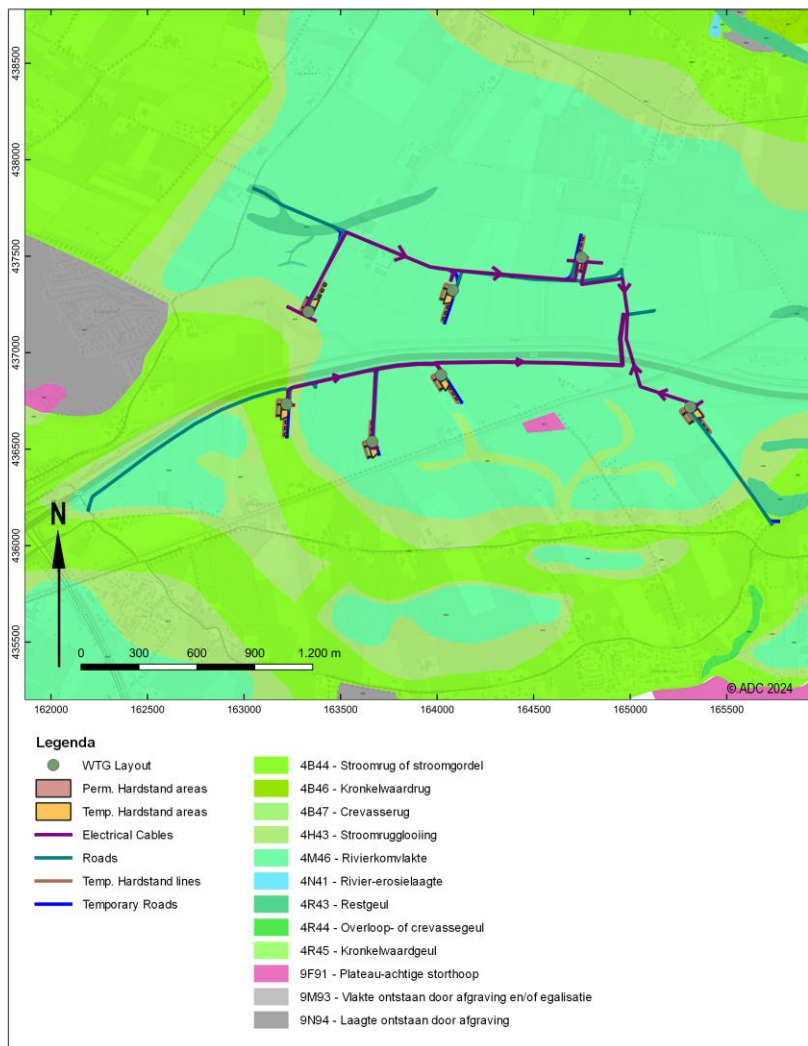 438500
438000
437500
437000
436500
436000
435500
N
0 300 600 900 1.200 m
© ADC 2024
162000 162500 163000 163500 164000 164500 165000 165500
Legenda
WTG Layout
Perm. Hardstand areas
Temp. Hardstand areas
Electrical Cables
Roads
Temp. Hardstand lines
Temporary Roads
4B44 - Stroomrug of stroomgordel
4B46 - Kronkelwaardrug
4B47 - Crevasserug
4H43 - Stroomrugglooiing
4M46 - Rivierkomvlakte
4N41 - Rivier-erosielaagte
4R43 - Restgeul
4R44 - Overloop- of crevassegeul
4R45 - Kronkelwaardgeul
9F91 - Plateau-achtige storthoop
9M93 - Vlakte ontstaan door afgraving en/of egalisatie
9N94 - Laagte ontstaan door afgraving